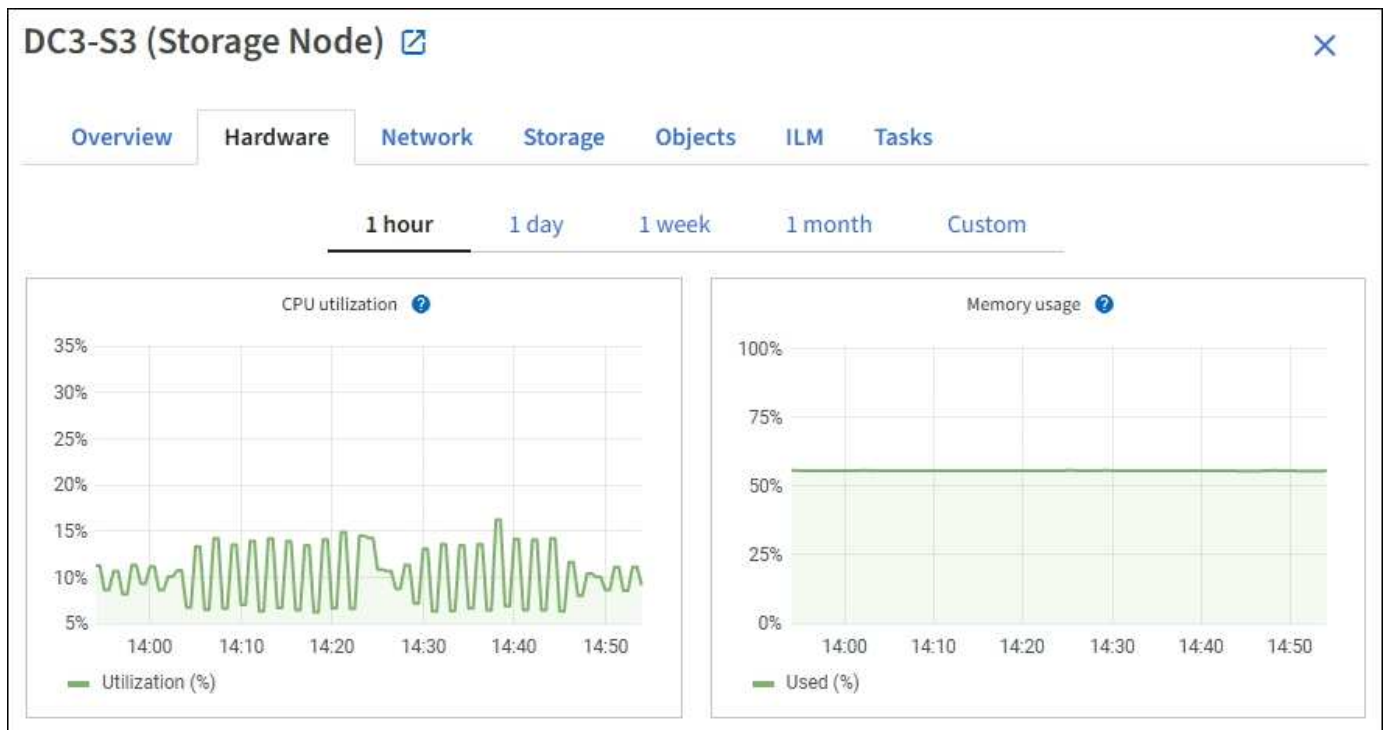 DC3-S3 (Storage Node)
Overview Hardware Network Storage Objects ILM Tasks
1 hour 1 day 1 week 1 month Custom
CPU utilization
35%
30%
25%
20%
15%
10%
5%
14:00 14:10 14:20 14:30 14:40 14:50
Utilization (%)
Memory usage
100%
75%
50%
25%
0%
14:00 14:10 14:20 14:30 14:40 14:50
Used (%)